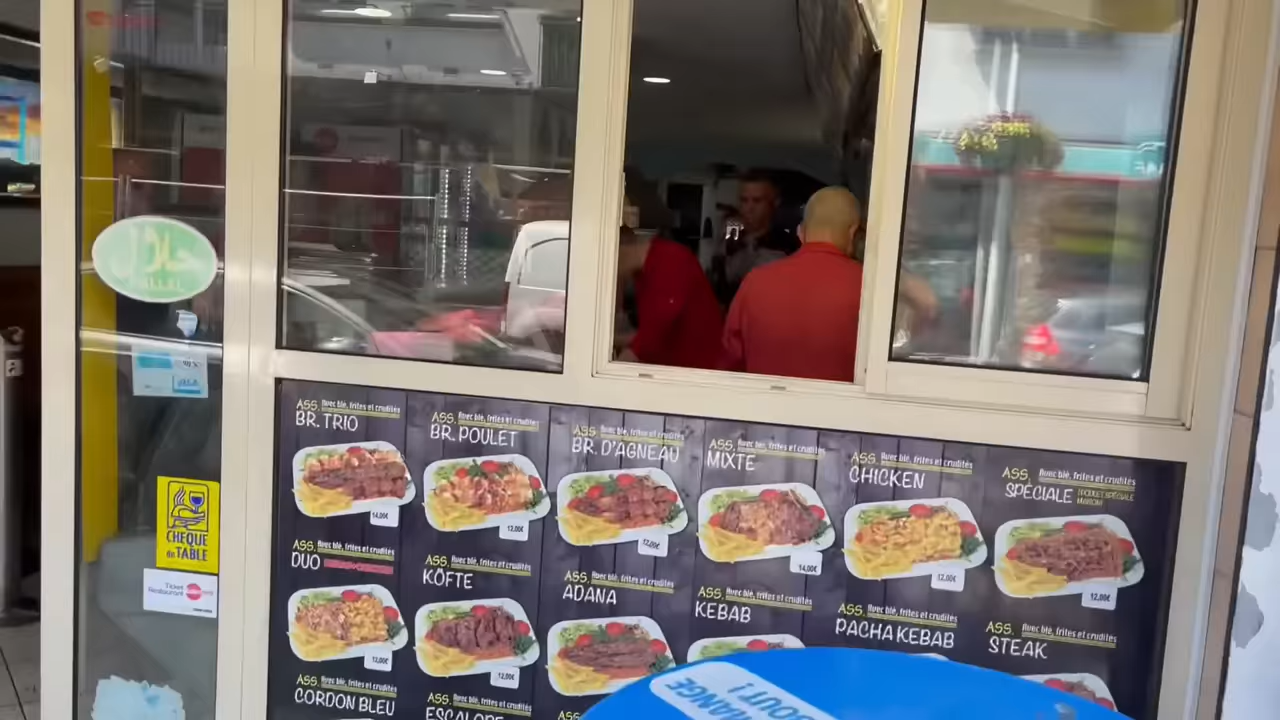 حلال
HALLAL
CHEQUE
de TABLE
Ticket
Restaurant
ASS. Avec blé, frites et crudités
BR. TRIO
14,00€
ASS. Avec blé, frites et crudités
BR. POULET
12,00€
ASS. Avec blé, frites et crudités
BR. D'AGNEAU
12,00€
ASS. Avec blé, frites et crudités
MIXTE
14,00€
ASS. Avec blé, frites et crudités
CHICKEN
12,00€
ASS. Avec blé, frites et crudités
SPÉCIALE
12,00€
ASS. Avec blé, frites et crudités
DUO
12,00€
ASS. Avec blé, frites et crudités
KÖFTE
12,00€
ASS. Avec blé, frites et crudités
ADANA
ASS. Avec blé, frites et crudités
KEBAB
ASS. Avec blé, frites et crudités
PACHA KEBAB
ASS. Avec blé, frites et crudités
STEAK
ASS. Avec blé, frites et crudités
CORDON BLEU
ASS. Avec blé, frites et crudités
ESCALOPE
ASS.
MANGE
BOUT !